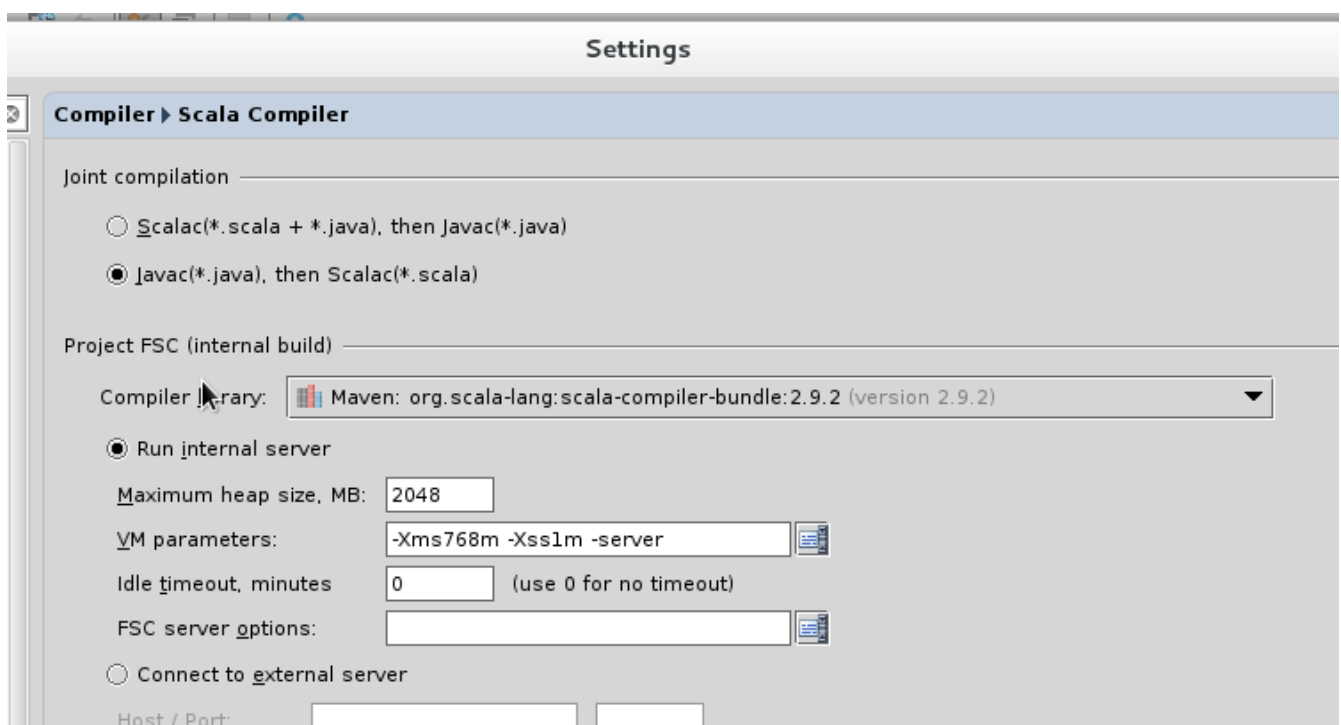 Settings
Compiler Scala Compiler
Joint compilation
Scalac(*.scala + *.java), then Javac(*.java)
Javac(*.java), then Scalac(*.scala)
Project FSC (internal build)
Compiler library: Maven: org.scala-lang:scala-compiler-bundle:2.9.2 (version 2.9.2)
Run internal server
Maximum heap size, MB: 2048
VM parameters: -Xms768m -Xss1m -server
Idle timeout, minutes 0 (use 0 for no timeout)
FSC server options:
Connect to external server
Host / Port: